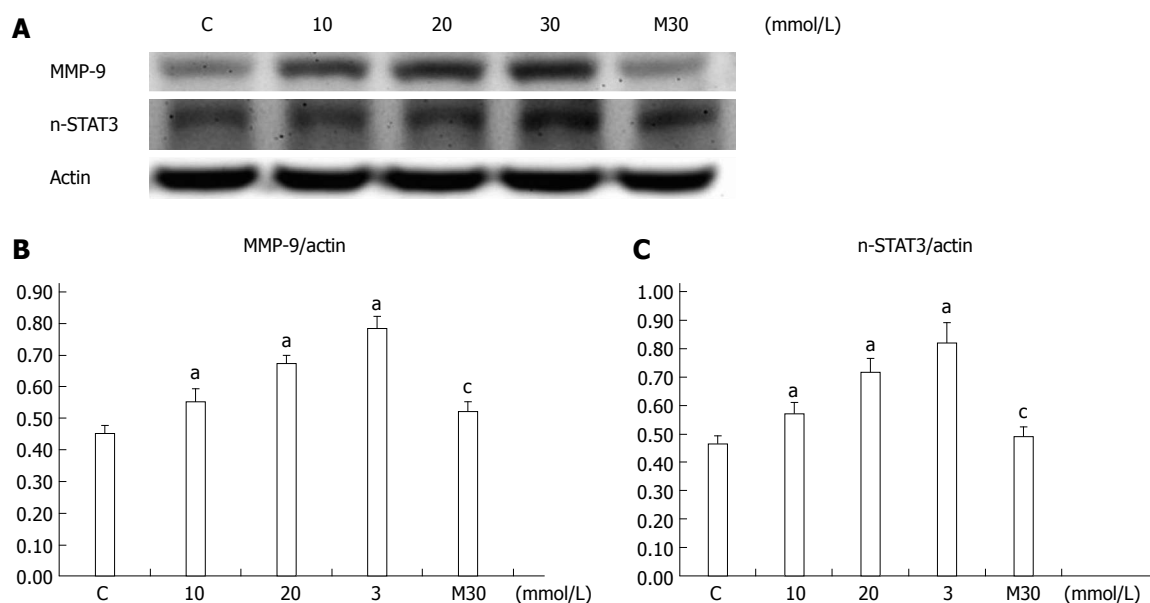 A
C 10 20 30 M30 (mmol/L)
MMP-9
n-STAT3
Actin
B
MMP-9/actin
0.90
0.80
0.70
0.60
0.50
0.40
0.30
0.20
0.10
0.00
a
a
a
c
C 10 20 3 M30 (mmol/L)
C
n-STAT3/actin
1.00
0.90
0.80
0.70
0.60
0.50
0.40
0.30
0.20
0.10
0.00
a
a
a
c
C 10 20 3 M30 (mmol/L)